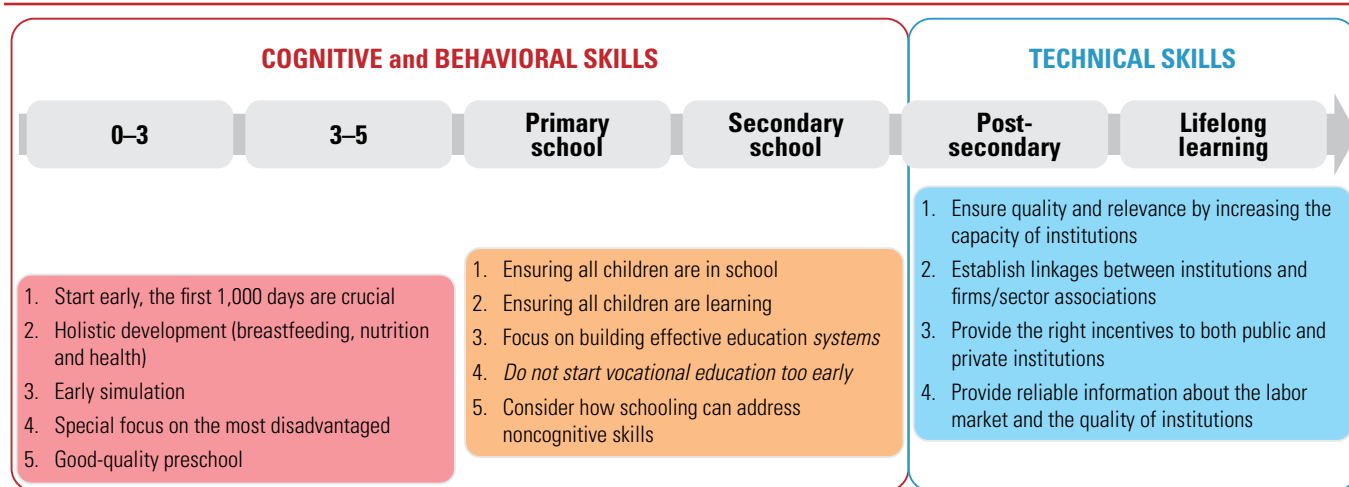 COGNITIVE and BEHAVIORAL SKILLS
TECHNICAL SKILLS
0–3
3–5
Primary
school
Secondary
school
Post-
secondary
Lifelong
learning
1. Start early, the first 1,000 days are crucial
2. Holistic development (breastfeeding, nutrition
and health)
3. Early simulation
4. Special focus on the most disadvantaged
5. Good-quality preschool
1. Ensuring all children are in school
2. Ensuring all children are learning
3. Focus on building effective education systems
4. Do not start vocational education too early
5. Consider how schooling can address
noncognitive skills
1. Ensure quality and relevance by increasing the
capacity of institutions
2. Establish linkages between institutions and
firms/sector associations
3. Provide the right incentives to both public and
private institutions
4. Provide reliable information about the labor
market and the quality of institutions